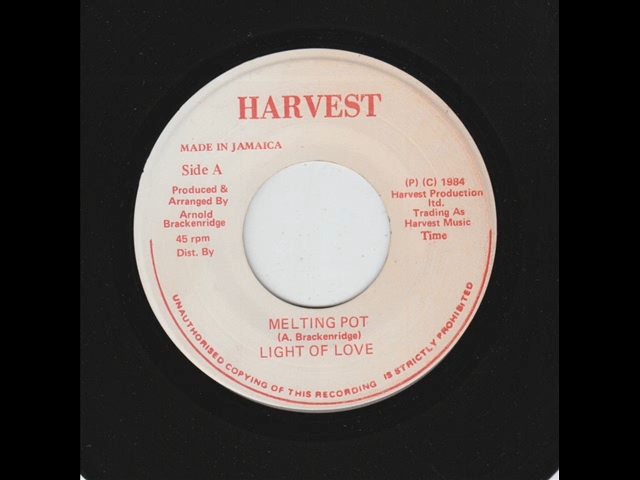 HARVEST
MADE IN JAMAICA
Side A
Produced &
Arranged By
Arnold
Brackenridge
45 rpm
Dist. By
(P) (C) 1984
Harvest Production
ltd.
Trading As
Harvest Music
Time
MELTING POT
(A. Brackenridge)
LIGHT OF LOVE
UNAUTHORISED COPYING OF THIS RECORDING IS STRICTLY PROHIBITED